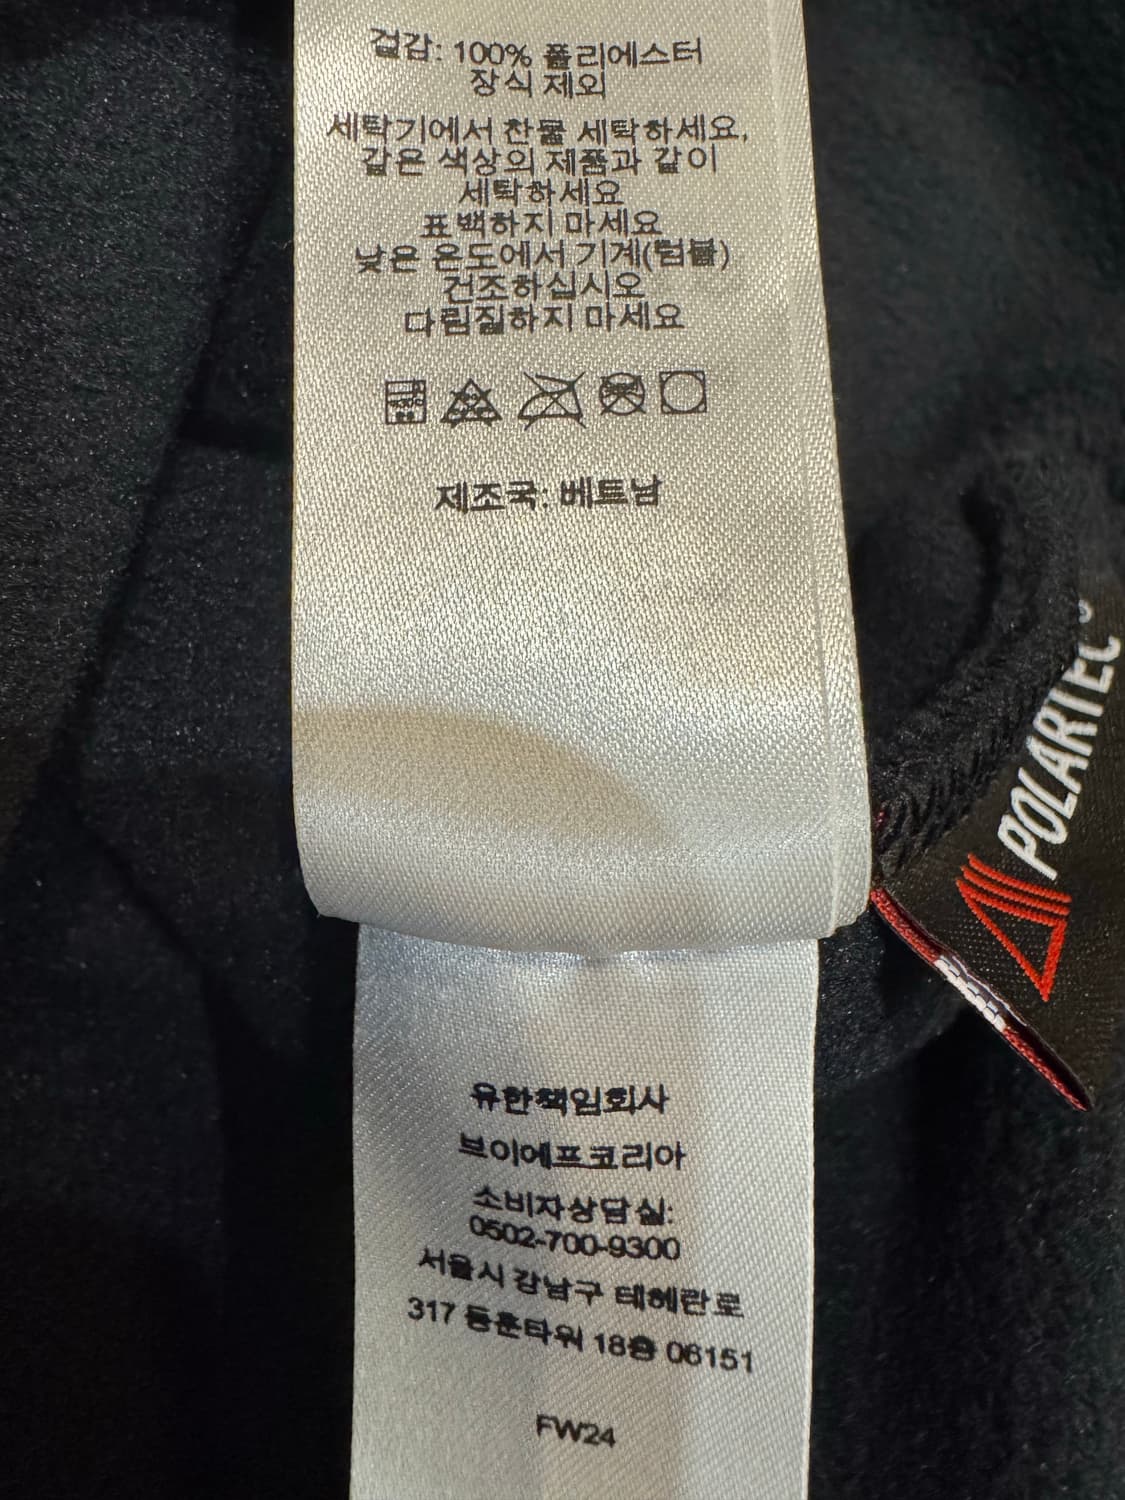 겉감: 100% 폴리에스터
장식 제외
세탁기에서 찬물 세탁하세요,
같은 색상의 제품과 같이
세탁하세요
표백하지 마세요
낮은 온도에서 기계(텀블)
건조하십시오
다림질하지 마세요
제조국: 베트남
POLARTEC®
유한책임회사
브이에프코리아
소비자상담실:
0502-700-9300
서울시 강남구 테헤란로
317 동훈타워 18층 06151
FW24